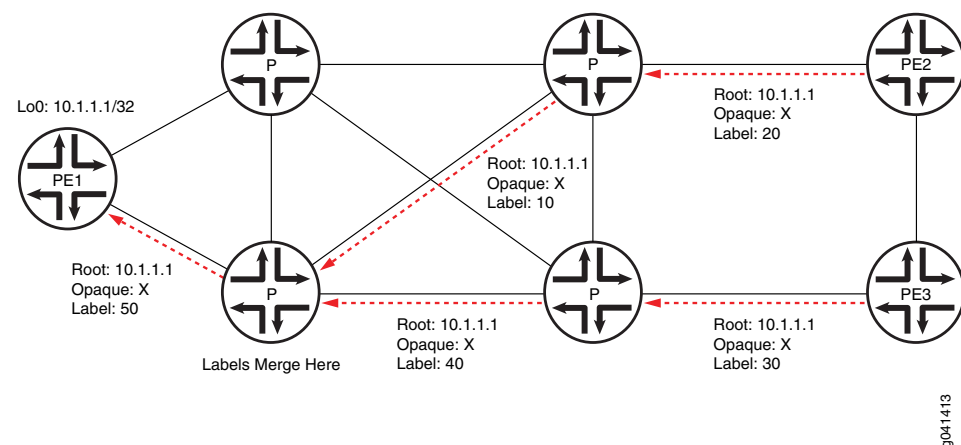 P
P
PE2
Lo0: 10.1.1.1/32
Root: 10.1.1.1
Opaque: X
Label: 20
PE1
Root: 10.1.1.1
Opaque: X
Label: 10
Root: 10.1.1.1
Opaque: X
Label: 50
P
P
PE3
Labels Merge Here
Root: 10.1.1.1
Opaque: X
Label: 40
Root: 10.1.1.1
Opaque: X
Label: 30
g041413